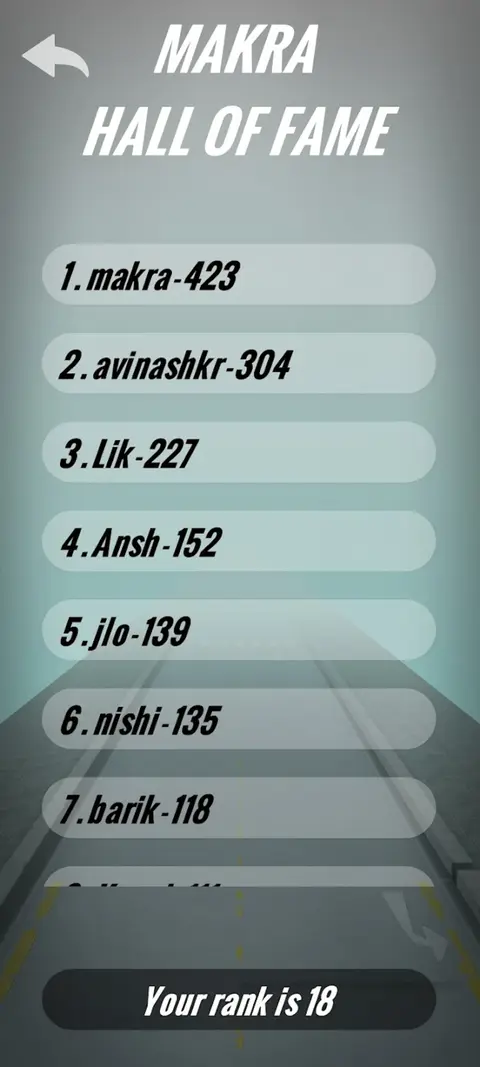 MAKRA
HALL OF FAME
1. makra-423
2. avinashkr-304
3. Lik-227
4. Ansh-152
5. jlo-139
6. nishi-135
7. barik-118
Your rank is 18